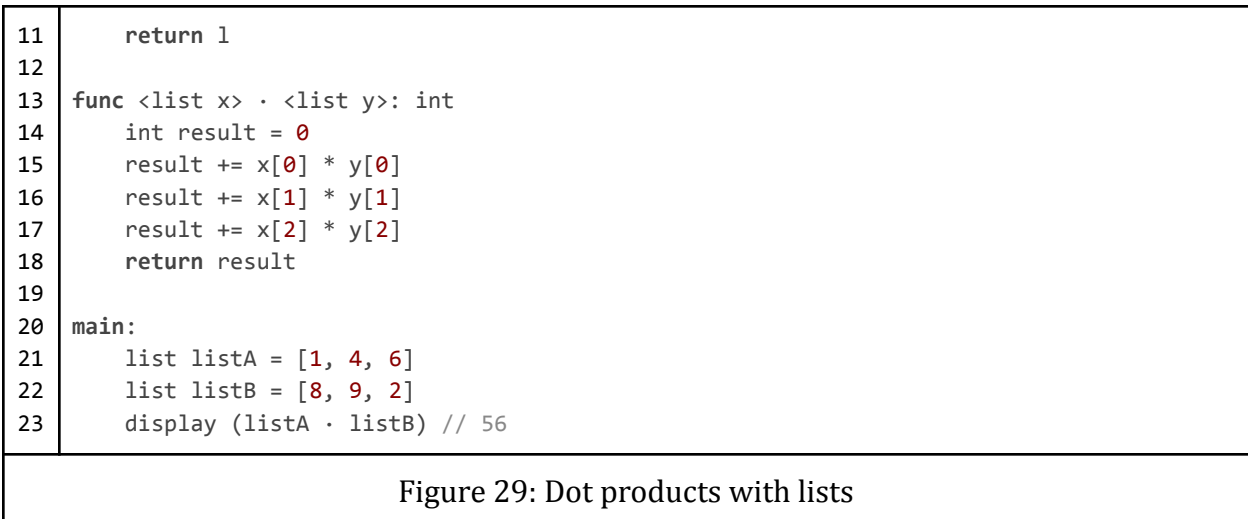 11 return l
12
13 func <list x> · <list y>: int
14 int result = 0
15 result += x[0] * y[0]
16 result += x[1] * y[1]
17 result += x[2] * y[2]
18 return result
19
20 main:
21 list listA = [1, 4, 6]
22 list listB = [8, 9, 2]
23 display (listA · listB) // 56
Figure 29: Dot products with lists